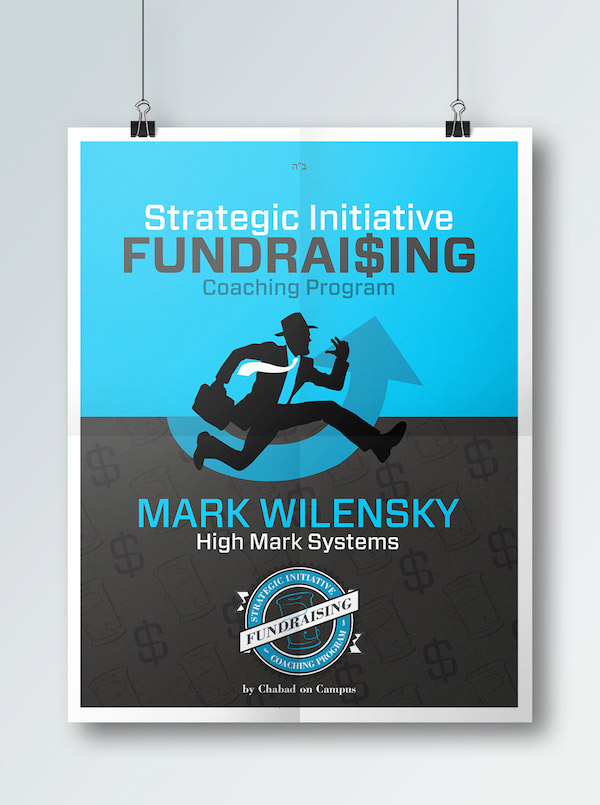 ב"ה
Strategic Initiative
FUNDRAI$ING
Coaching Program
MARK WILENSKY
High Mark Systems
STRATEGIC INITIATIVE
FUNDRAISING
COACHING PROGRAM
by Chabad on Campus